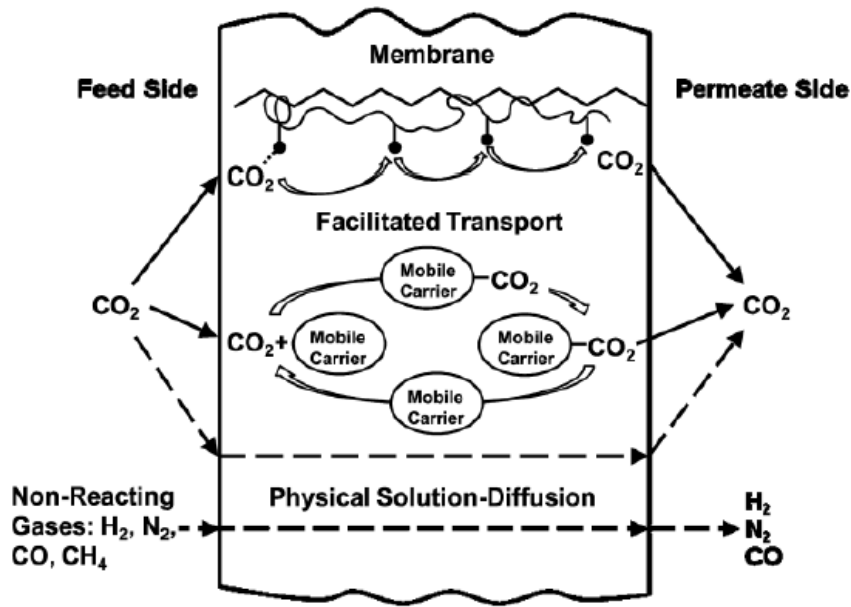 Membrane
Feed Side
Permeate Side
CO₂
CO₂
Facilitated Transport
Mobile
Carrier
-CO₂
CO₂
CO₂+
Mobile
Carrier
Mobile
Carrier
-CO₂
CO₂
Mobile
Carrier
Physical Solution-Diffusion
Non-Reacting
Gases: H₂, N₂,
CO, CH₄
H₂
N₂
CO